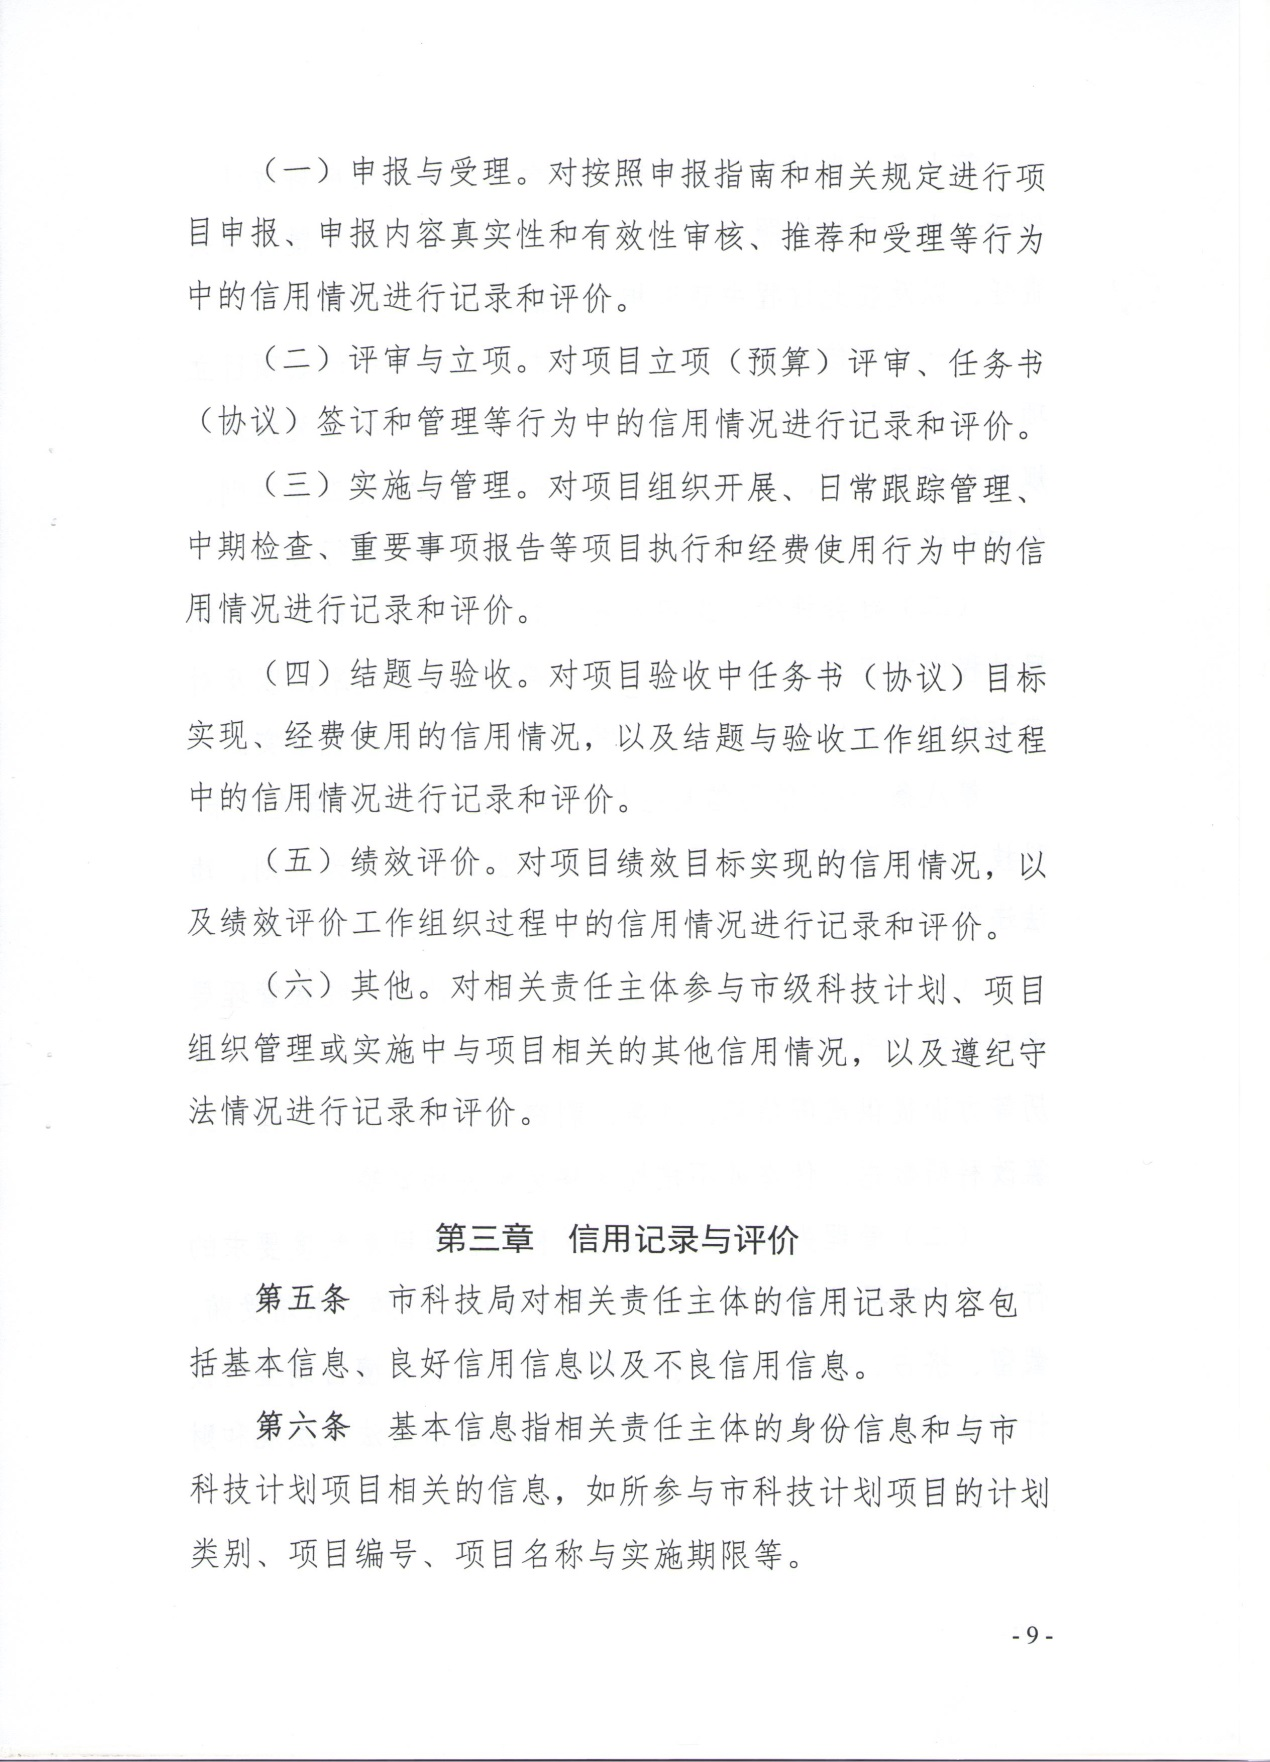 （一）申报与受理。对按照申报指南和相关规定进行项
目申报、申报内容真实性和有效性审核、推荐和受理等行为
中的信用情况进行记录和评价。
（二）评审与立项。对项目立项（预算）评审、任务书
（协议）签订和管理等行为中的信用情况进行记录和评价。
（三）实施与管理。对项目组织开展、日常跟踪管理、
中期检查、重要事项报告等项目执行和经费使用行为中的信
用情况进行记录和评价。
（四）结题与验收。对项目验收中任务书（协议）目标
实现、经费使用的信用情况，以及结题与验收工作组织过程
中的信用情况进行记录和评价。
（五）绩效评价。对项目绩效目标实现的信用情况，以
及绩效评价工作组织过程中的信用情况进行记录和评价。
（六）其他。对相关责任主体参与市级科技计划、项目
组织管理或实施中与项目相关的其他信用情况，以及遵纪守
法情况进行记录和评价。
第三章　信用记录与评价
第五条　市科技局对相关责任主体的信用记录内容包
括基本信息、良好信用信息以及不良信用信息。
第六条　基本信息指相关责任主体的身份信息和与市
科技计划项目相关的信息，如所参与市科技计划项目的计划
类别、项目编号、项目名称与实施期限等。
- 9 -